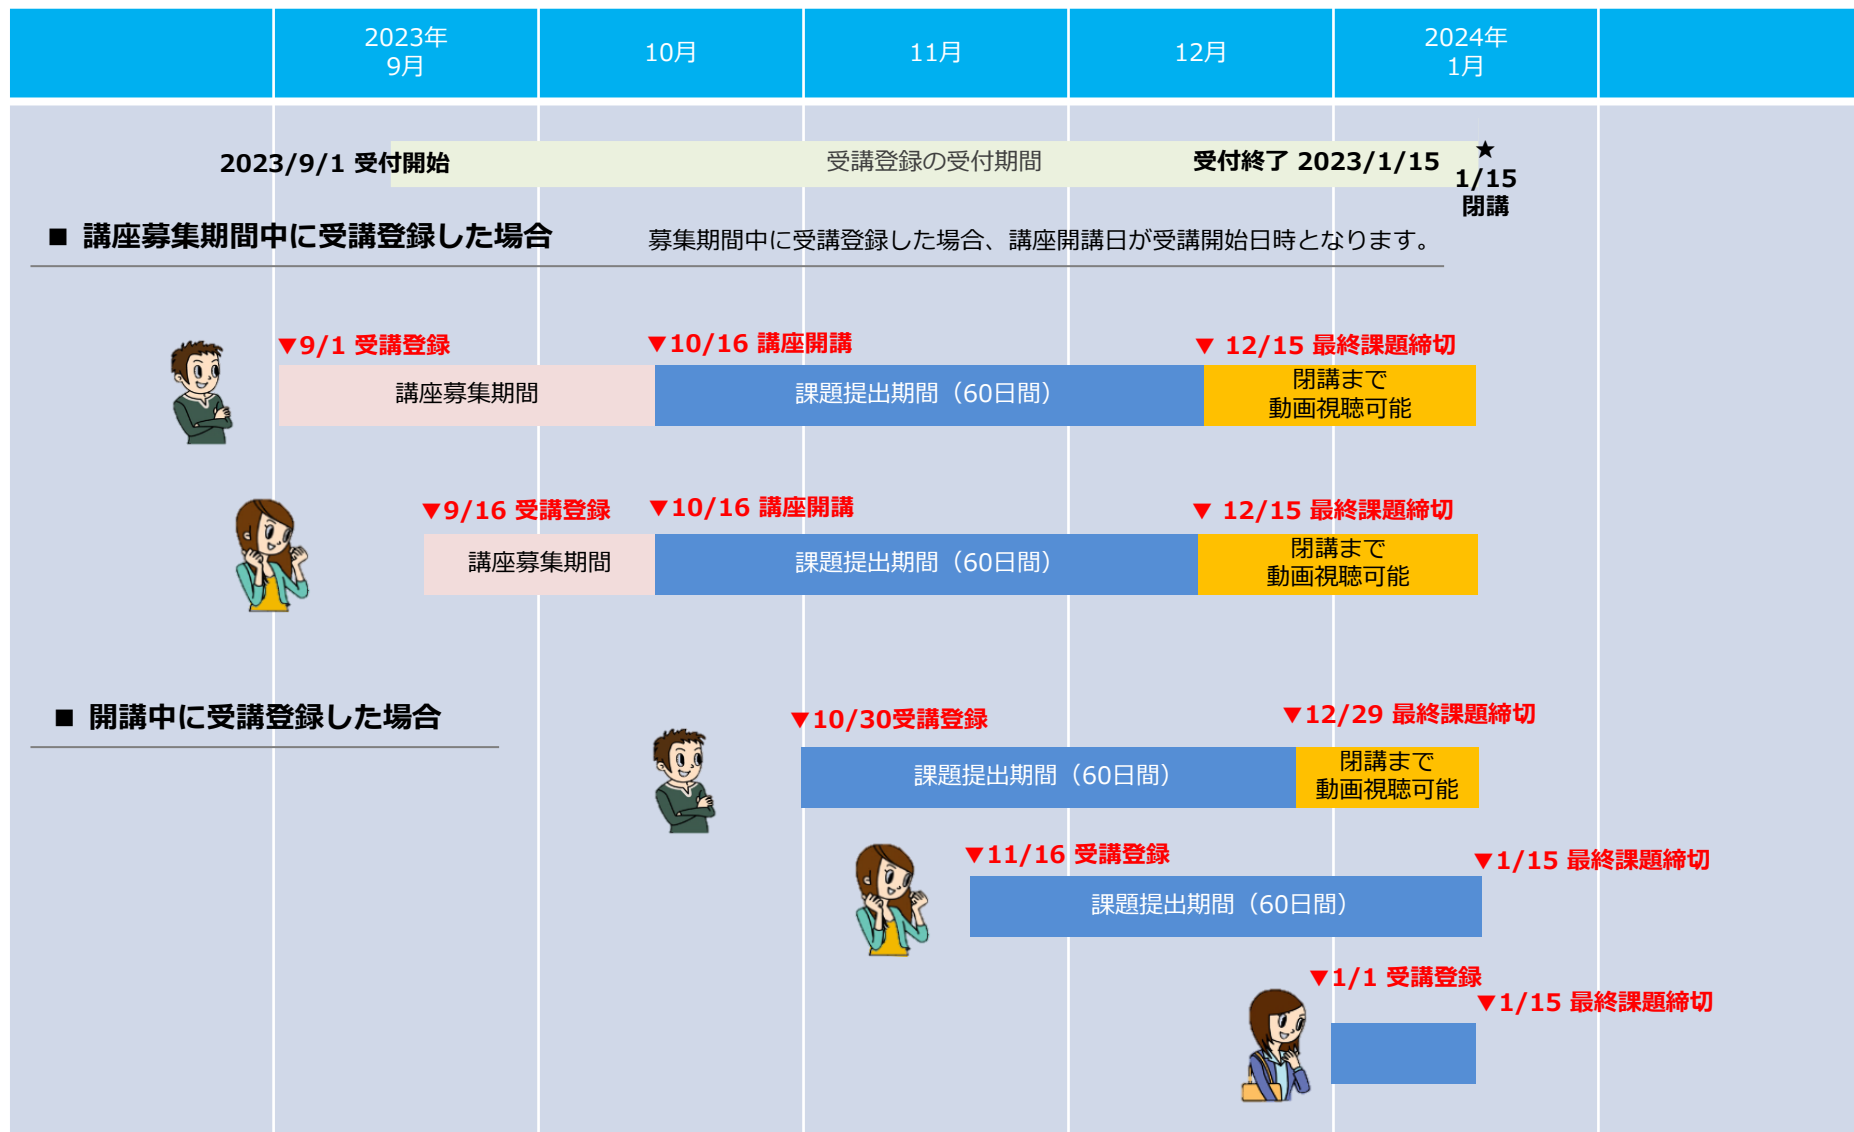 2023年
9月
10月
11月
12月
2024年
1月
2023/9/1 受付開始
受講登録の受付期間
受付終了 2023/1/15
★
1/15
閉講
■ 講座募集期間中に受講登録した場合
募集期間中に受講登録した場合、講座開講日が受講開始日時となります。
▼9/1 受講登録
▼10/16 講座開講
▼ 12/15 最終課題締切
講座募集期間
課題提出期間（60日間）
閉講まで
動画視聴可能
▼9/16 受講登録
▼10/16 講座開講
▼ 12/15 最終課題締切
講座募集期間
課題提出期間（60日間）
閉講まで
動画視聴可能
■ 開講中に受講登録した場合
▼10/30受講登録
▼12/29 最終課題締切
課題提出期間（60日間）
閉講まで
動画視聴可能
▼11/16 受講登録
▼1/15 最終課題締切
課題提出期間（60日間）
▼1/1 受講登録
▼1/15 最終課題締切